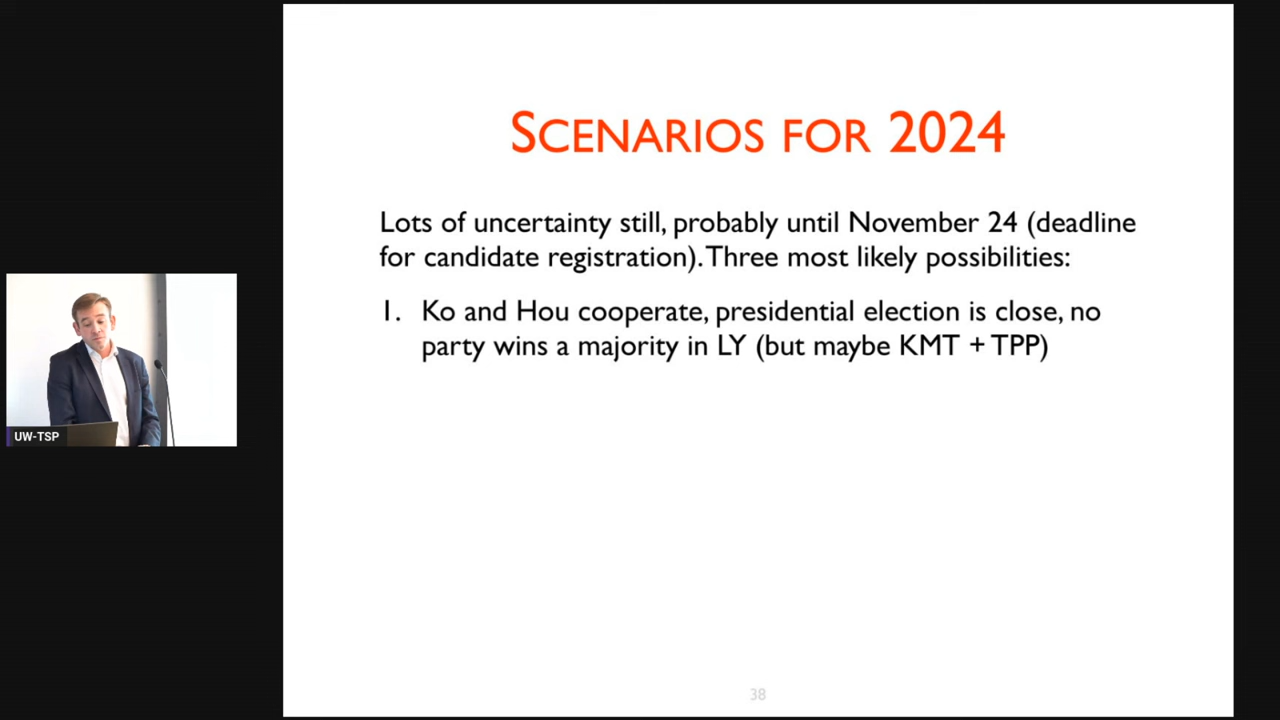 SCENARIOS FOR 2024
Lots of uncertainty still, probably until November 24 (deadline
for candidate registration). Three most likely possibilities:
1. Ko and Hou cooperate, presidential election is close, no
party wins a majority in LY (but maybe KMT + TPP)
UW-TSP
38